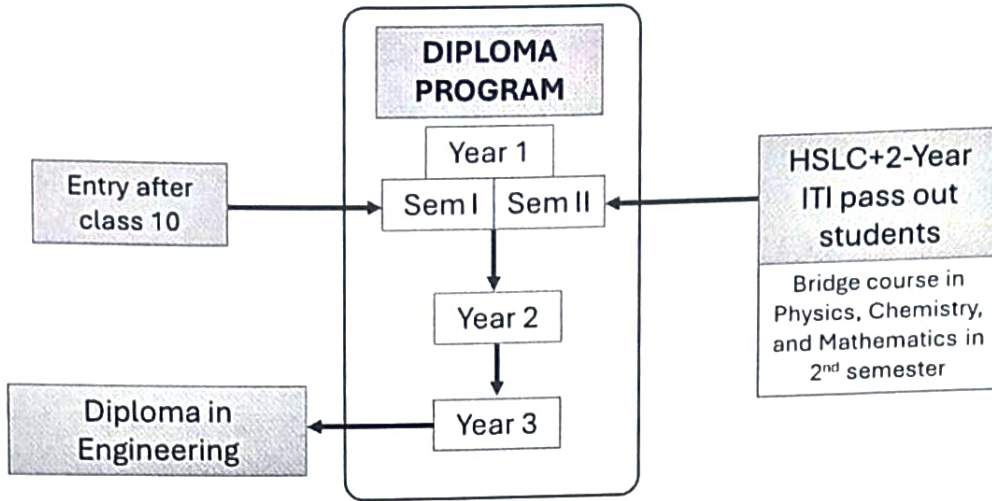 DIPLOMA
PROGRAM
Year 1
Sem I
Sem II
Entry after
class 10
HSLC+2-Year
ITI pass out
students
Bridge course in
Physics, Chemistry,
and Mathematics in
2nd semester
Year 2
Year 3
Diploma in
Engineering